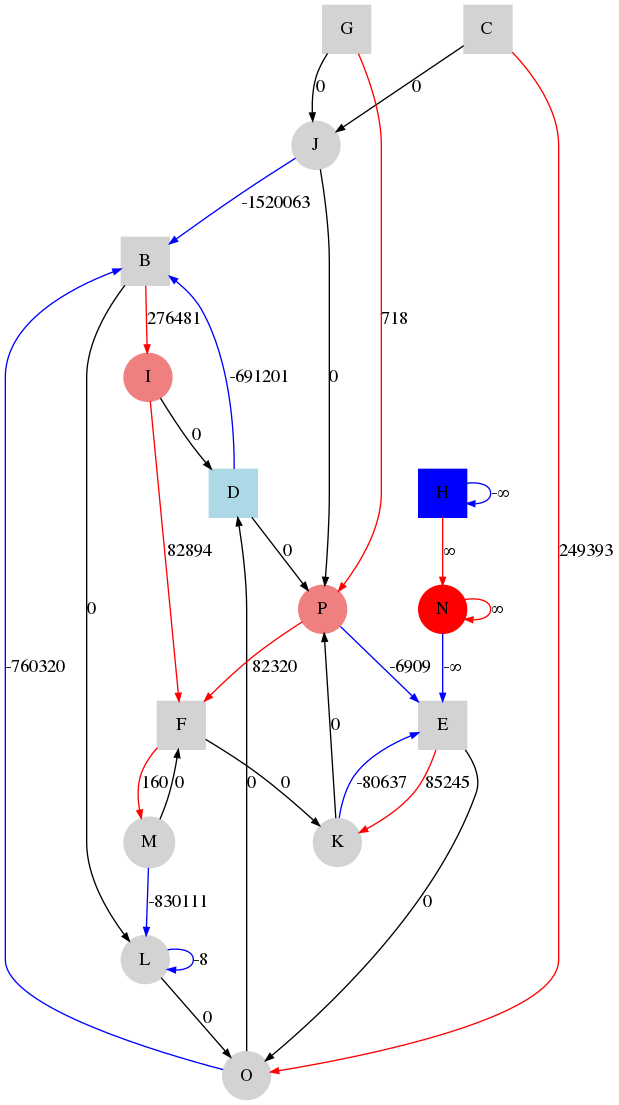 G C
0 0
J
-1520063
B
276481 718
I -691201 0
0
D H -∞
82894 0 ∞ 249393
0 P N ∞
-760320 82320 -6909 -∞
F 0 E
160 0 0 0 -80637 85245
M K
-830111 0
L -8
0
O